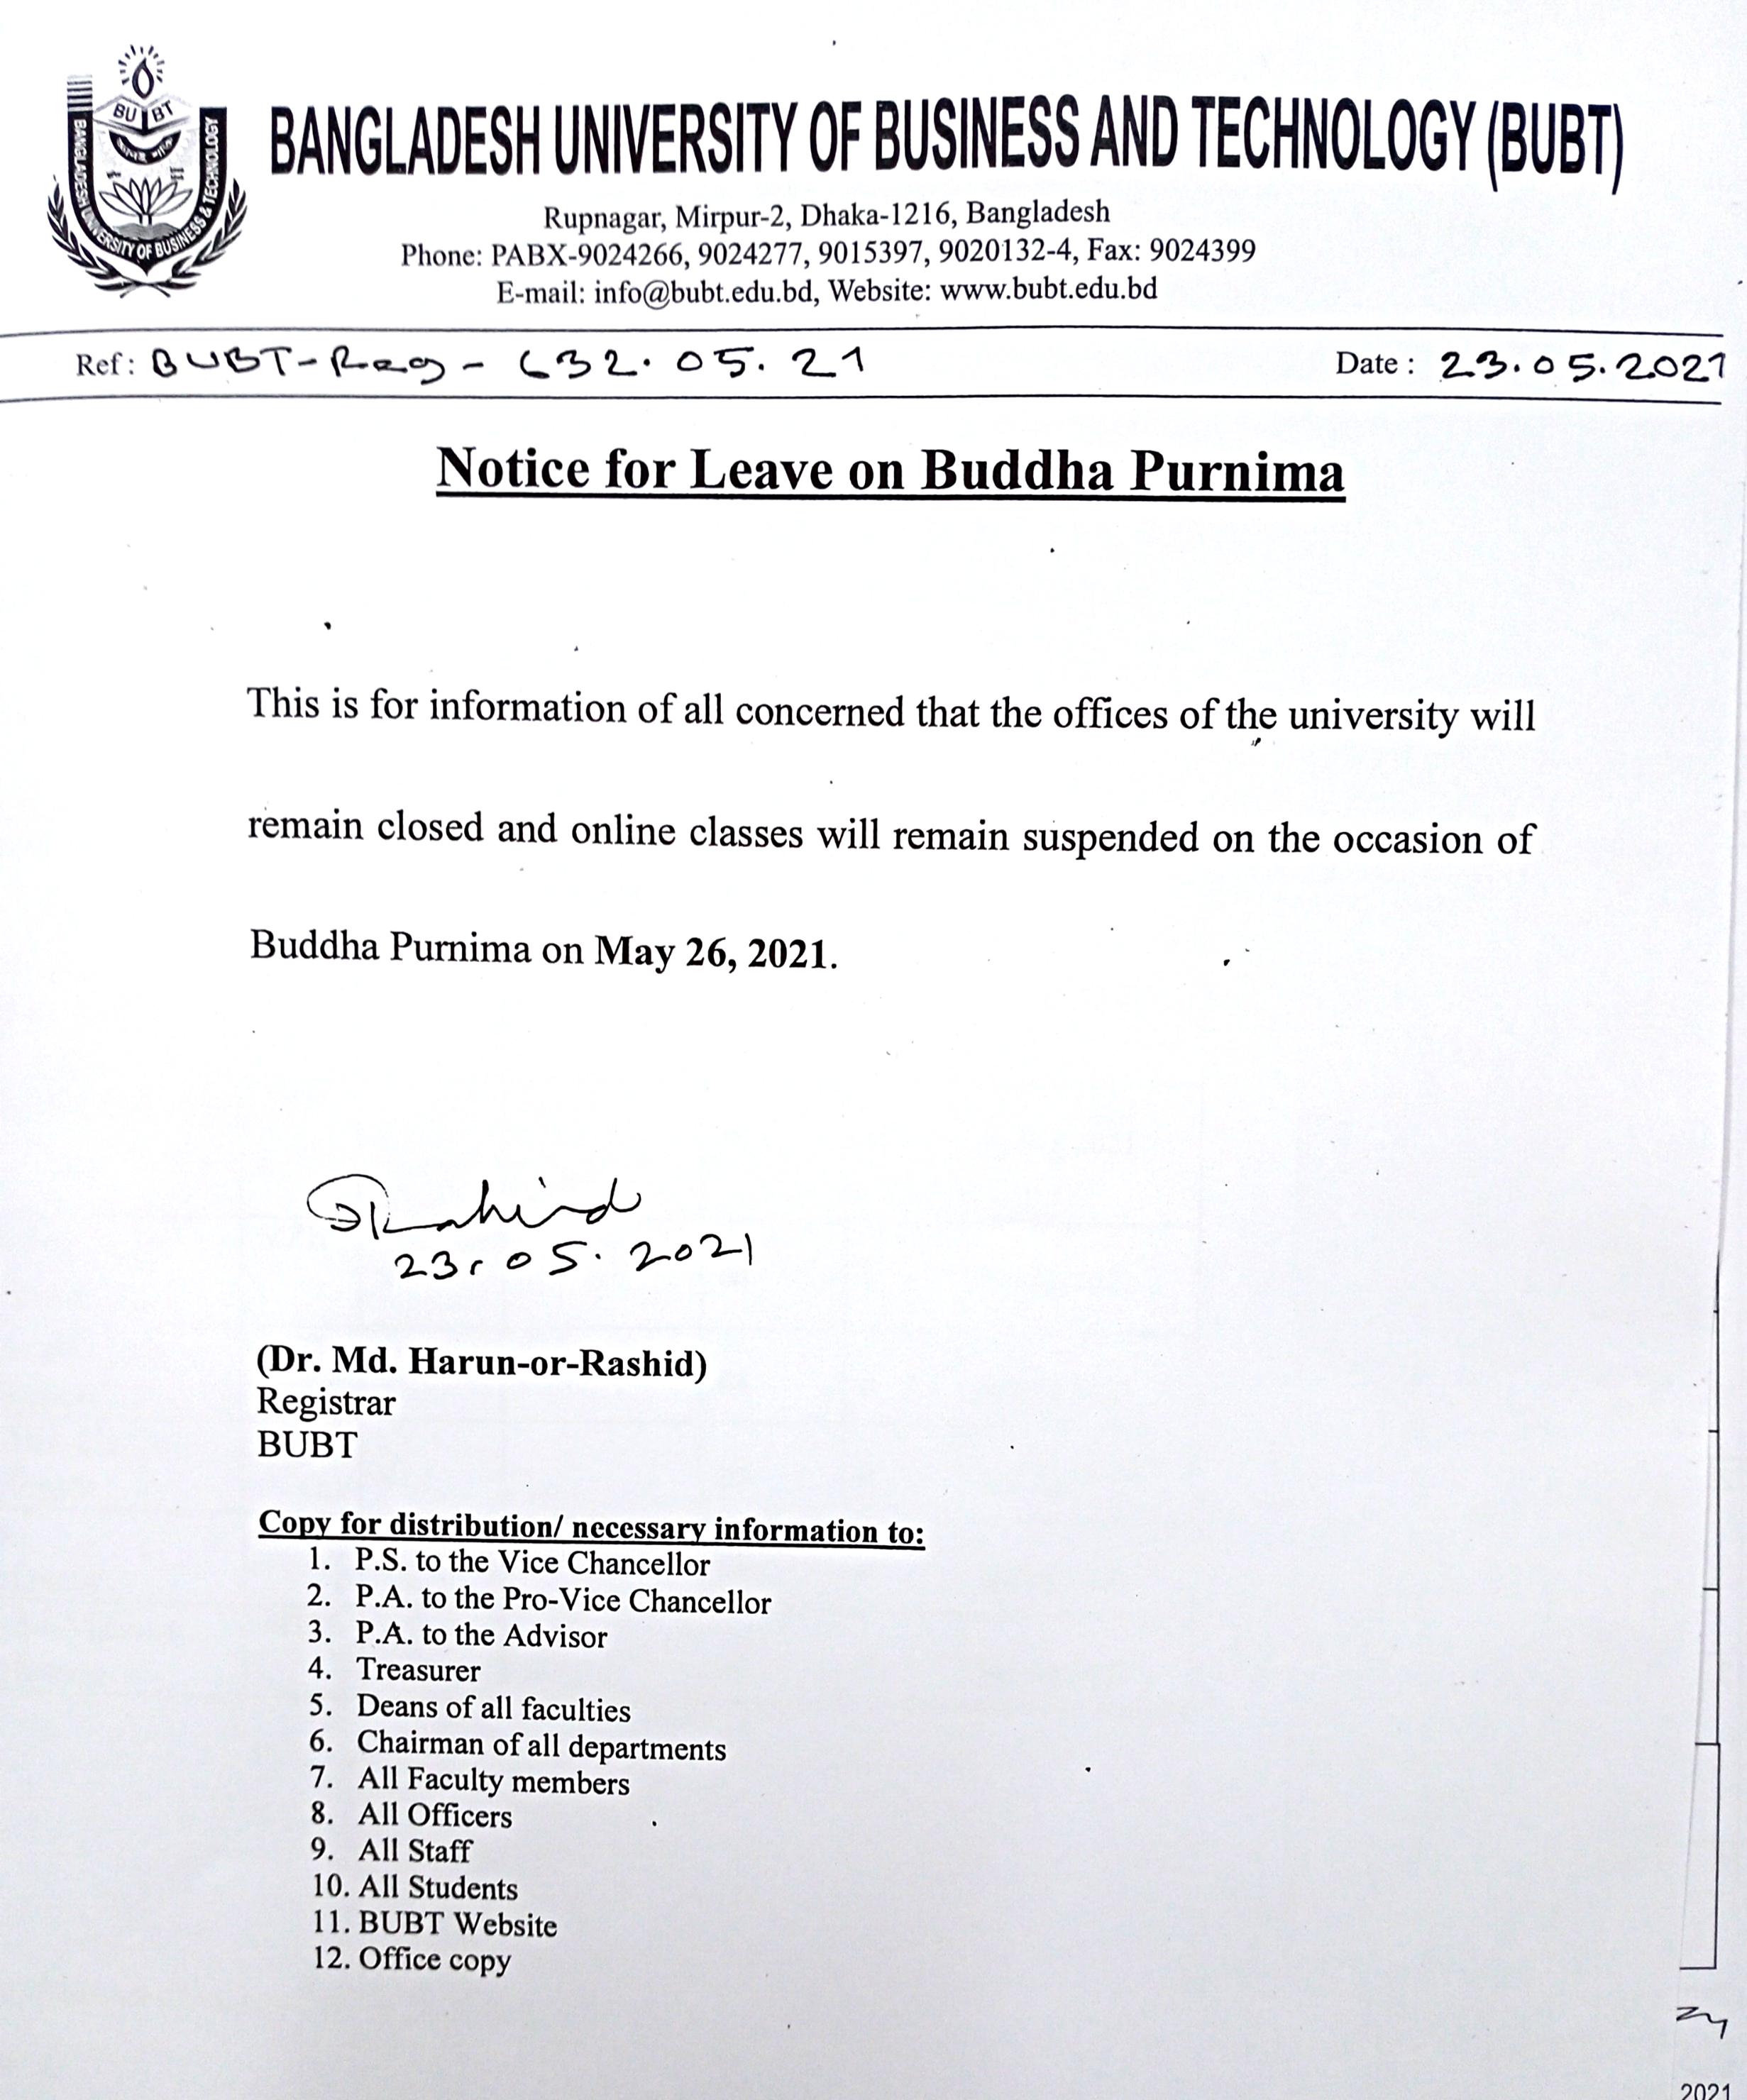 BU BT
BANGLADESH UNIVERSITY OF BUSINESS & TECHNOLOGY
BANGLADESH UNIVERSITY OF BUSINESS AND TECHNOLOGY (BUBT)
Rupnagar, Mirpur-2, Dhaka-1216, Bangladesh
Phone: PABX-9024266, 9024277, 9015397, 9020132-4, Fax: 9024399
E-mail: info@bubt.edu.bd, Website: www.bubt.edu.bd
Ref: BUBT-Reg-632.05.21 Date: 23.05.2021
Notice for Leave on Buddha Purnima
This is for information of all concerned that the offices of the university will
remain closed and online classes will remain suspended on the occasion of
Buddha Purnima on May 26, 2021.
23.05.2021
(Dr. Md. Harun-or-Rashid)
Registrar
BUBT
Copy for distribution/ necessary information to:
1. P.S. to the Vice Chancellor
2. P.A. to the Pro-Vice Chancellor
3. P.A. to the Advisor
4. Treasurer
5. Deans of all faculties
6. Chairman of all departments
7. All Faculty members
8. All Officers
9. All Staff
10. All Students
11. BUBT Website
12. Office copy
2021